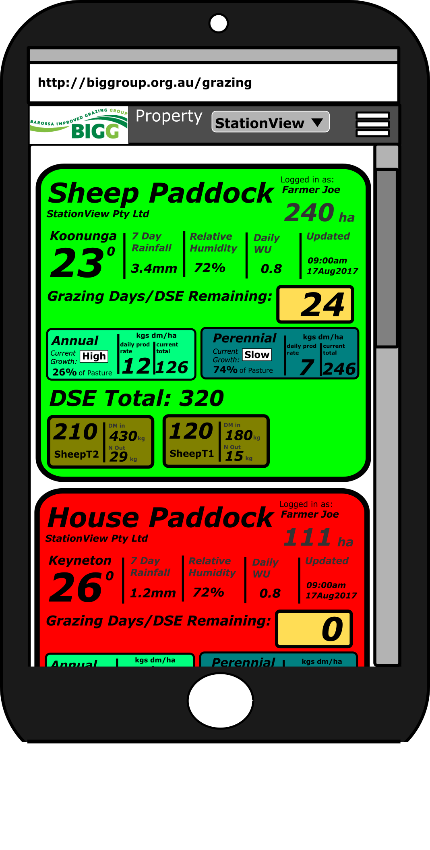 http://biggroup.org.au/grazing
BAROSSA IMPROVED GRAZING GROUP
BIGG
Property
StationView ▼
Sheep Paddock
Logged in as:
Farmer Joe
StationView Pty Ltd
240 ha
Koonunga
23°
7 Day Rainfall
3.4mm
Relative Humidity
72%
Daily WU
0.8
Updated
09:00am
17Aug2017
Grazing Days/DSE Remaining: 24
Annual
Current Growth: High
26% of Pasture
kgs dm/ha
daily prod rate
12
current total
126
Perennial
Current Growth: Slow
74% of Pasture
kgs dm/ha
daily prod rate
7
current total
246
DSE Total: 320
210
SheepT2
DM in
430 kg
N Out
29 kg
120
SheepT1
DM in
180 kg
N Out
15 kg
House Paddock
Logged in as:
Farmer Joe
StationView Pty Ltd
111 ha
Keyneton
26°
7 Day Rainfall
1.2mm
Relative Humidity
72%
Daily WU
0.8
Updated
09:00am
17Aug2017
Grazing Days/DSE Remaining: 0
Annual
kgs dm/ha
Perennial
kgs dm/ha